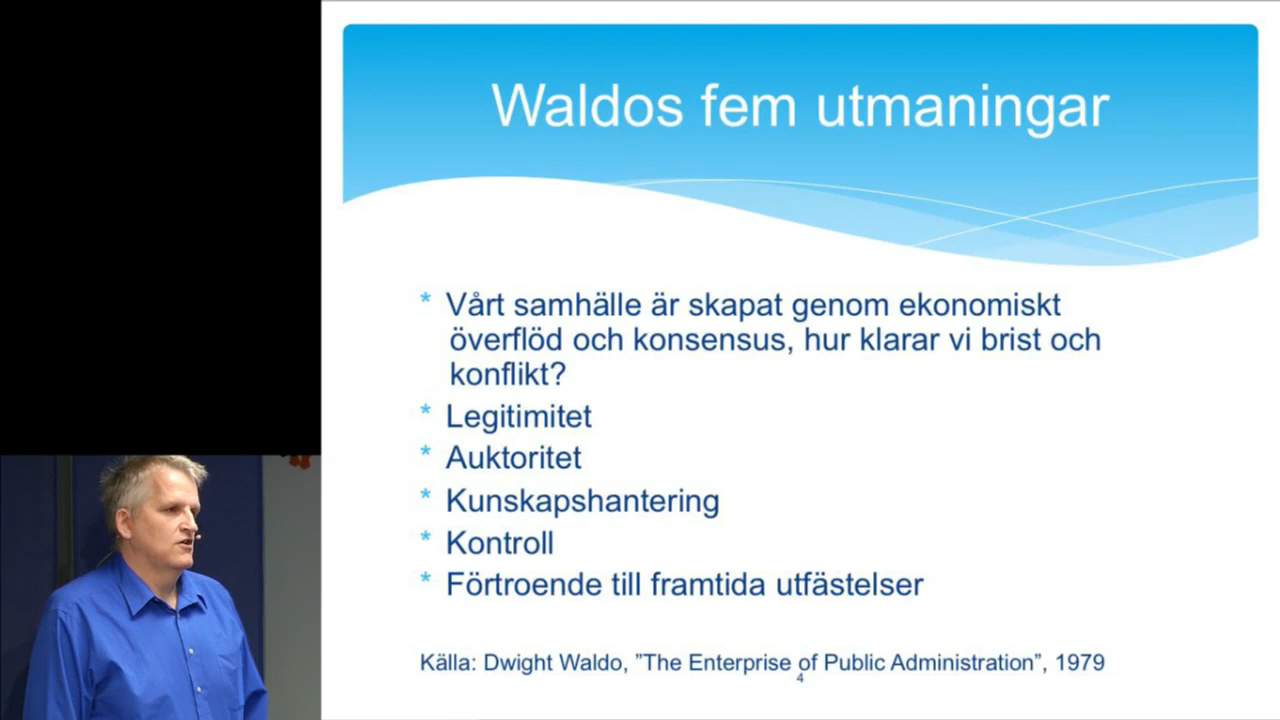 Waldos fem utmaningar
* Vårt samhälle är skapat genom ekonomiskt
överflöd och konsensus, hur klarar vi brist och
konflikt?
* Legitimitet
* Auktoritet
* Kunskapshantering
* Kontroll
* Förtroende till framtida utfästelser
Källa: Dwight Waldo, ”The Enterprise of Public Administration”, 1979
4